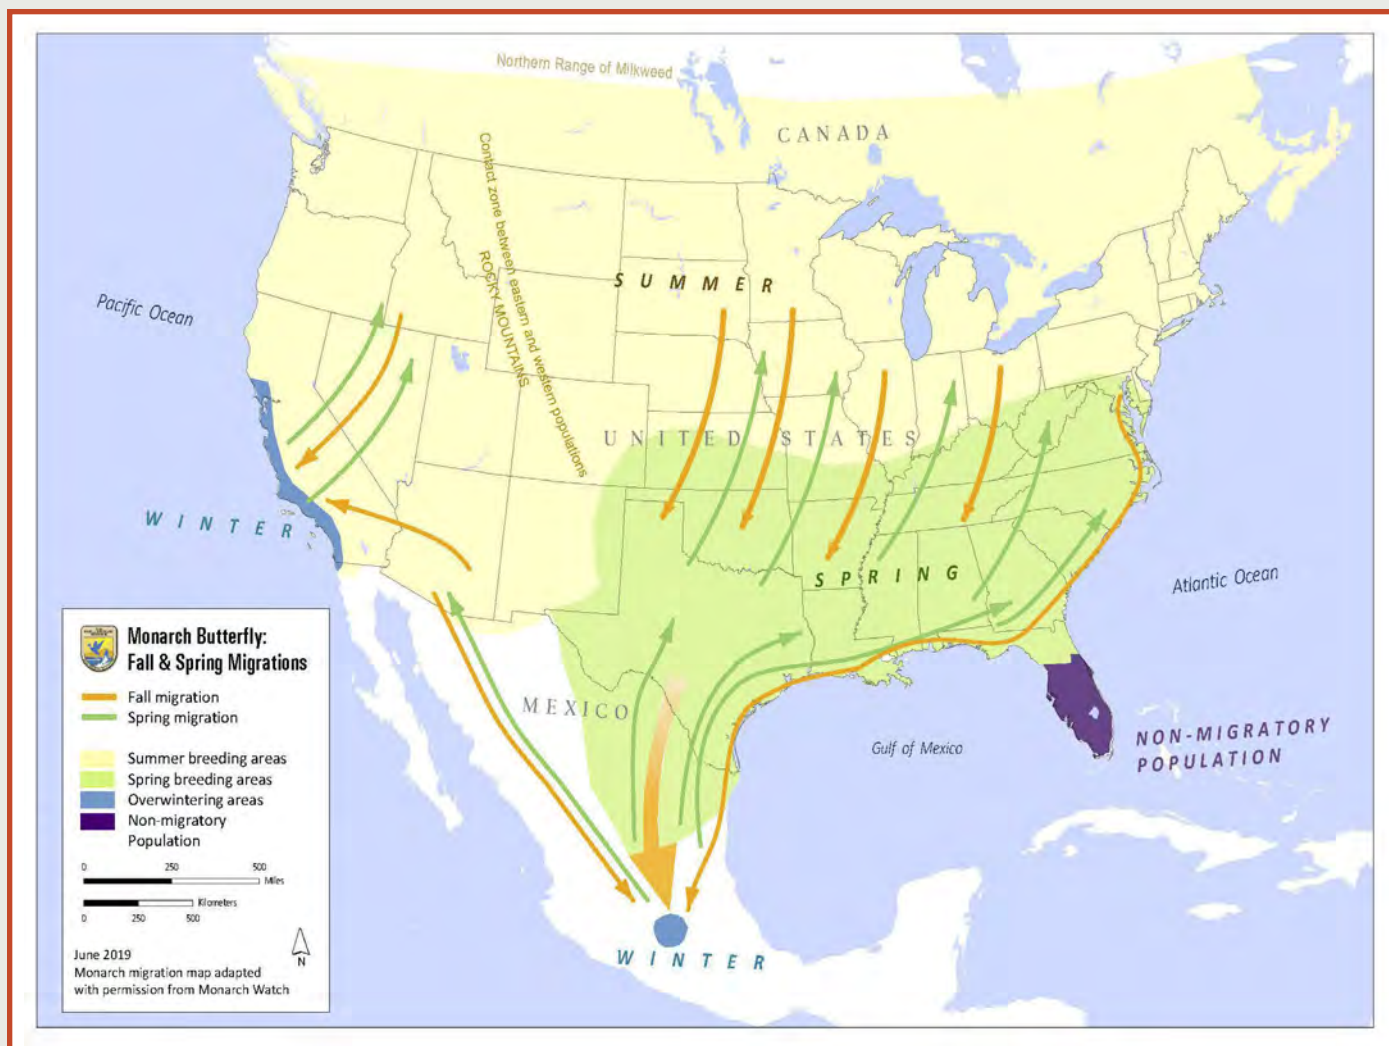 Northern Range of Milkweed
CANADA
Contact zone between eastern and western populations
ROCKY MOUNTAINS
SUMMER
Pacific Ocean
UNITED STATES
WINTER
SPRING
Atlantic Ocean
MEXICO
Gulf of Mexico
NON-MIGRATORY
POPULATION
WINTER
Monarch Butterfly:
Fall & Spring Migrations
Fall migration
Spring migration
Summer breeding areas
Spring breeding areas
Overwintering areas
Non-migratory
Population
0 250 500
Miles
Kilometers
0 250 500
N
June 2019
Monarch migration map adapted
with permission from Monarch Watch